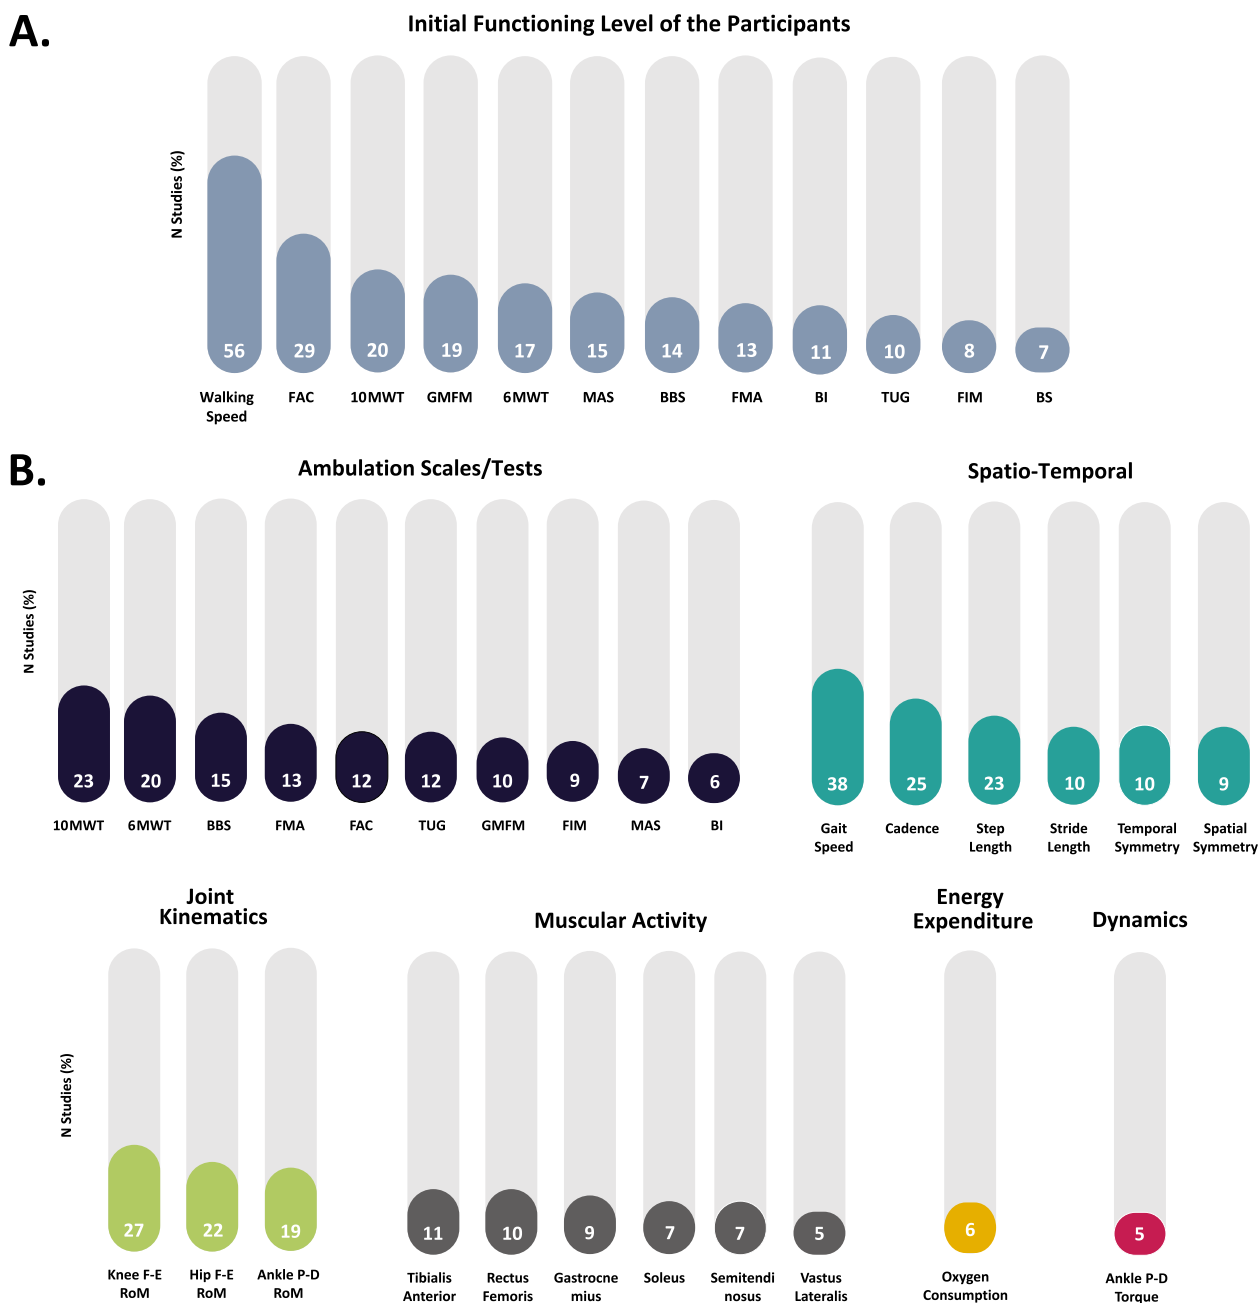 A.
Initial Functioning Level of the Participants
N Studies (%)
56 29 20 19 17 15 14 13 11 10 8 7
Walking Speed FAC 10MWT GMFM 6MWT MAS BBS FMA BI TUG FIM BS
B.
Ambulation Scales/Tests
N Studies (%)
23 20 15 13 12 12 10 9 7 6
10MWT 6MWT BBS FMA FAC TUG GMFM FIM MAS BI
Spatio-Temporal
38 25 23 10 10 9
Gait Cadence Step Stride Temporal Spatial
Speed Length Length Symmetry Symmetry
Joint
Kinematics
N Studies (%)
27 22 19
Knee F-E Hip F-E Ankle P-D
RoM RoM RoM
Muscular Activity
11 10 9 7 7 5
Tibialis Rectus Gastrocne Soleus Semitendi Vastus
Anterior Femoris mius nosus Lateralis
Energy
Expenditure
6
Oxygen
Consumption
Dynamics
5
Ankle P-D
Torque